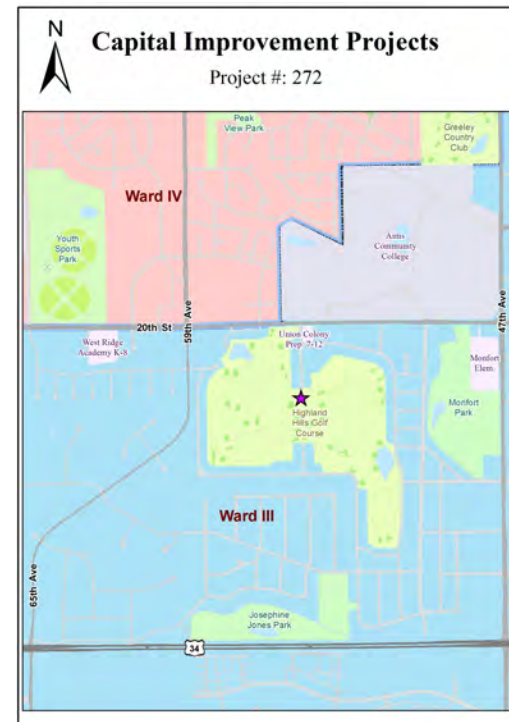 N
Capital Improvement Projects
Project #: 272
Peak
View Park
Greeley
Country
Club
Ward IV
Youth
Sports
Park
Aims
Community
College
59th Ave
47th Ave
20th St
West Ridge
Academy K-8
Union Colony
Prep. 7-12
Monfort
Elem.
Monfort
Park
Highland
Hills Golf
Course
Ward III
65th Ave
Josephine
Jones Park
34